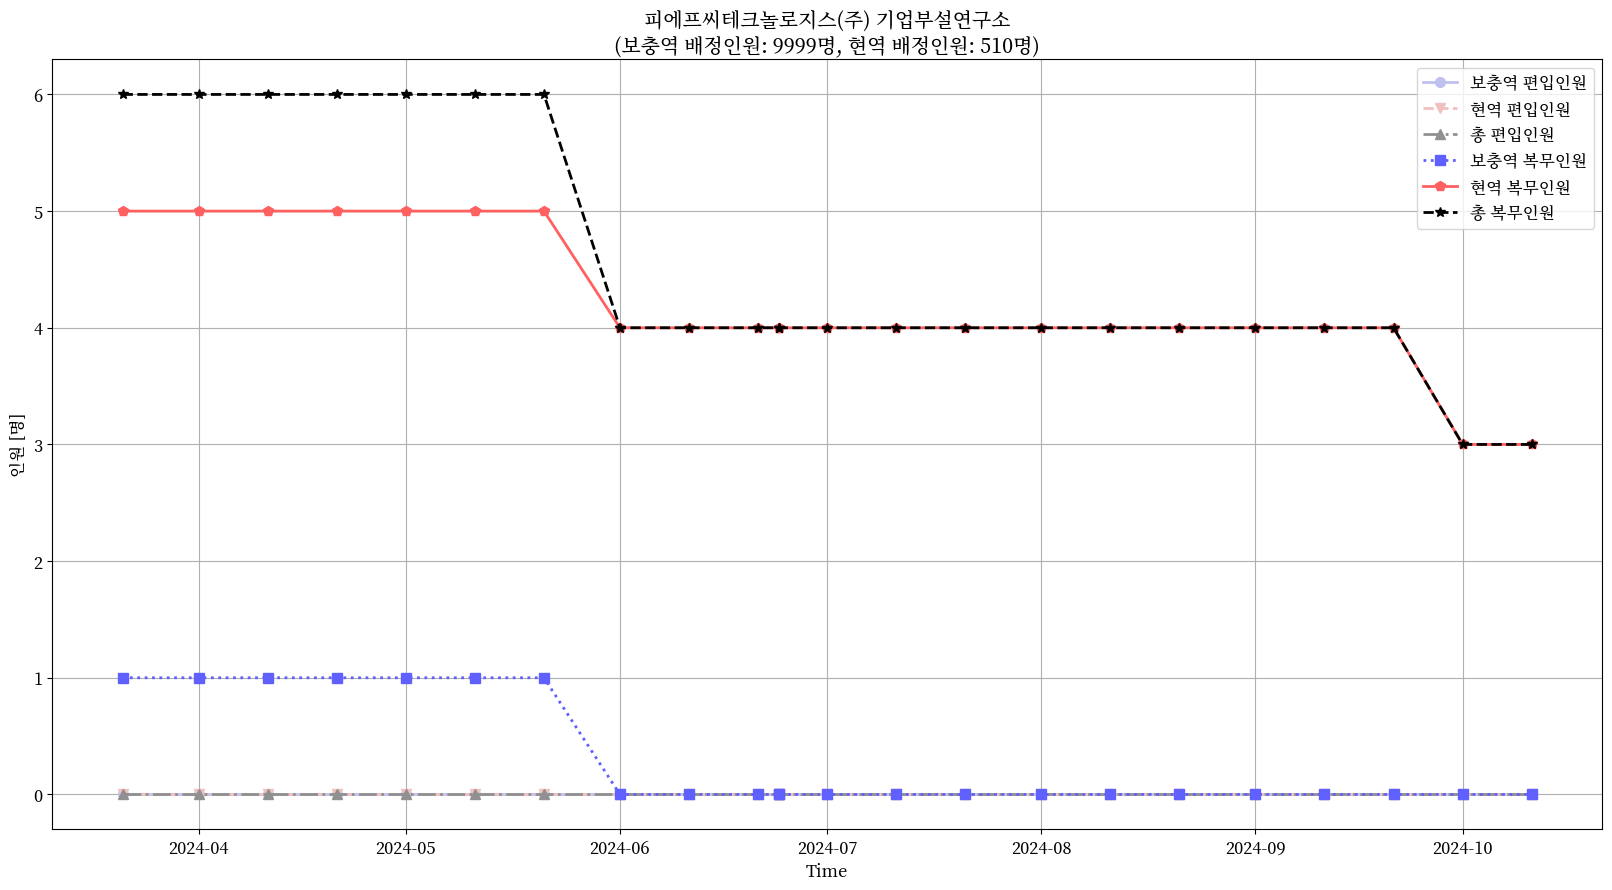 피에프씨테크놀로지스(주) 기업부설연구소
(보충역 배정인원: 9999명, 현역 배정인원: 510명)
보충역 편입인원
현역 편입인원
총 편입인원
보충역 복무인원
현역 복무인원
총 복무인원
인원 [명]
6
5
4
3
2
1
0
2024-04
2024-05
2024-06
2024-07
2024-08
2024-09
2024-10
Time